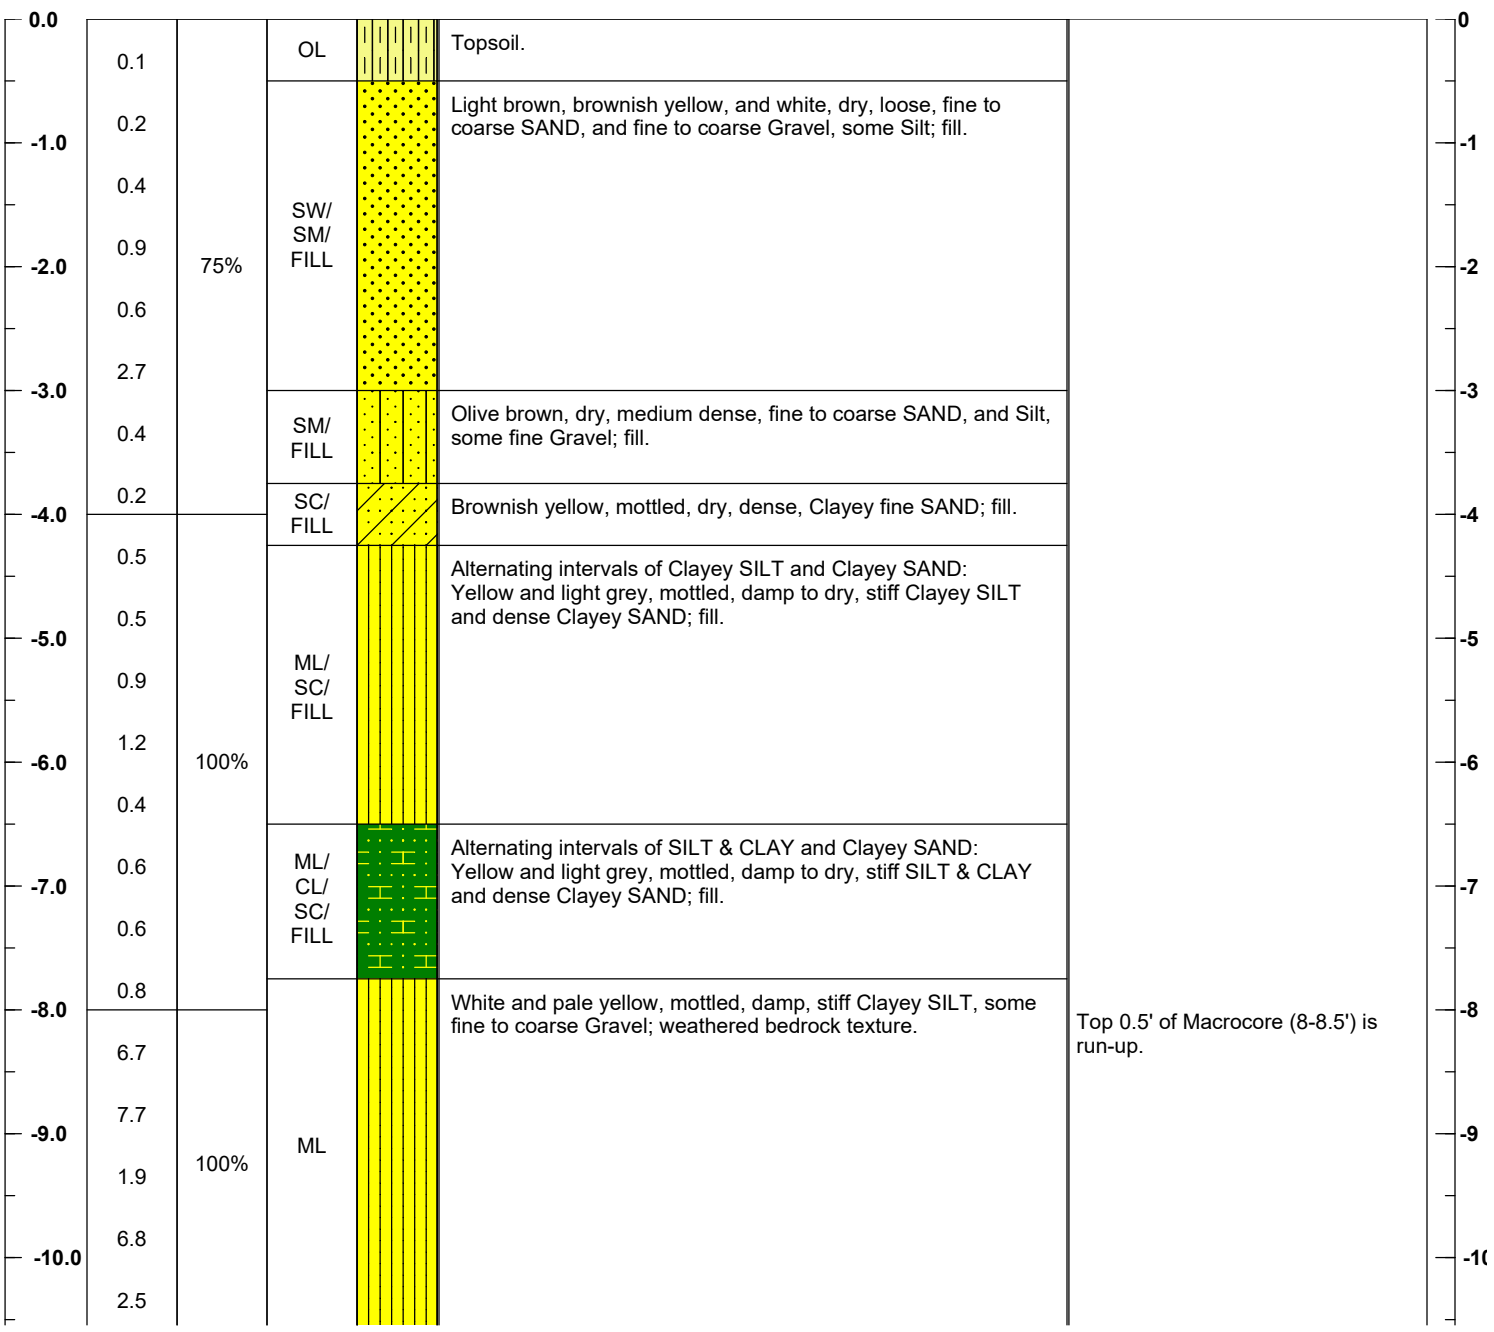 0.0
0
0.1
OL
Topsoil.
0.2
Light brown, brownish yellow, and white, dry, loose, fine to
coarse SAND, and fine to coarse Gravel, some Silt; fill.
-1.0
-1
0.4
SW/
SM/
FILL
0.9
75%
-2.0
-2
0.6
2.7
-3.0
-3
0.4
SM/
FILL
Olive brown, dry, medium dense, fine to coarse SAND, and Silt,
some fine Gravel; fill.
0.2
SC/
FILL
Brownish yellow, mottled, dry, dense, Clayey fine SAND; fill.
-4.0
-4
0.5
Alternating intervals of Clayey SILT and Clayey SAND:
Yellow and light grey, mottled, damp to dry, stiff Clayey SILT
and dense Clayey SAND; fill.
0.5
-5.0
-5
0.9
ML/
SC/
FILL
1.2
100%
-6.0
-6
0.4
0.6
ML/
CL/
SC/
FILL
Alternating intervals of SILT & CLAY and Clayey SAND:
Yellow and light grey, mottled, damp to dry, stiff SILT & CLAY
and dense Clayey SAND; fill.
-7.0
-7
0.6
0.8
White and pale yellow, mottled, damp, stiff Clayey SILT, some
fine to coarse Gravel; weathered bedrock texture.
-8.0
-8
Top 0.5' of Macrocore (8-8.5') is
run-up.
6.7
7.7
-9.0
-9
ML
100%
1.9
6.8
-10.0
-10
2.5